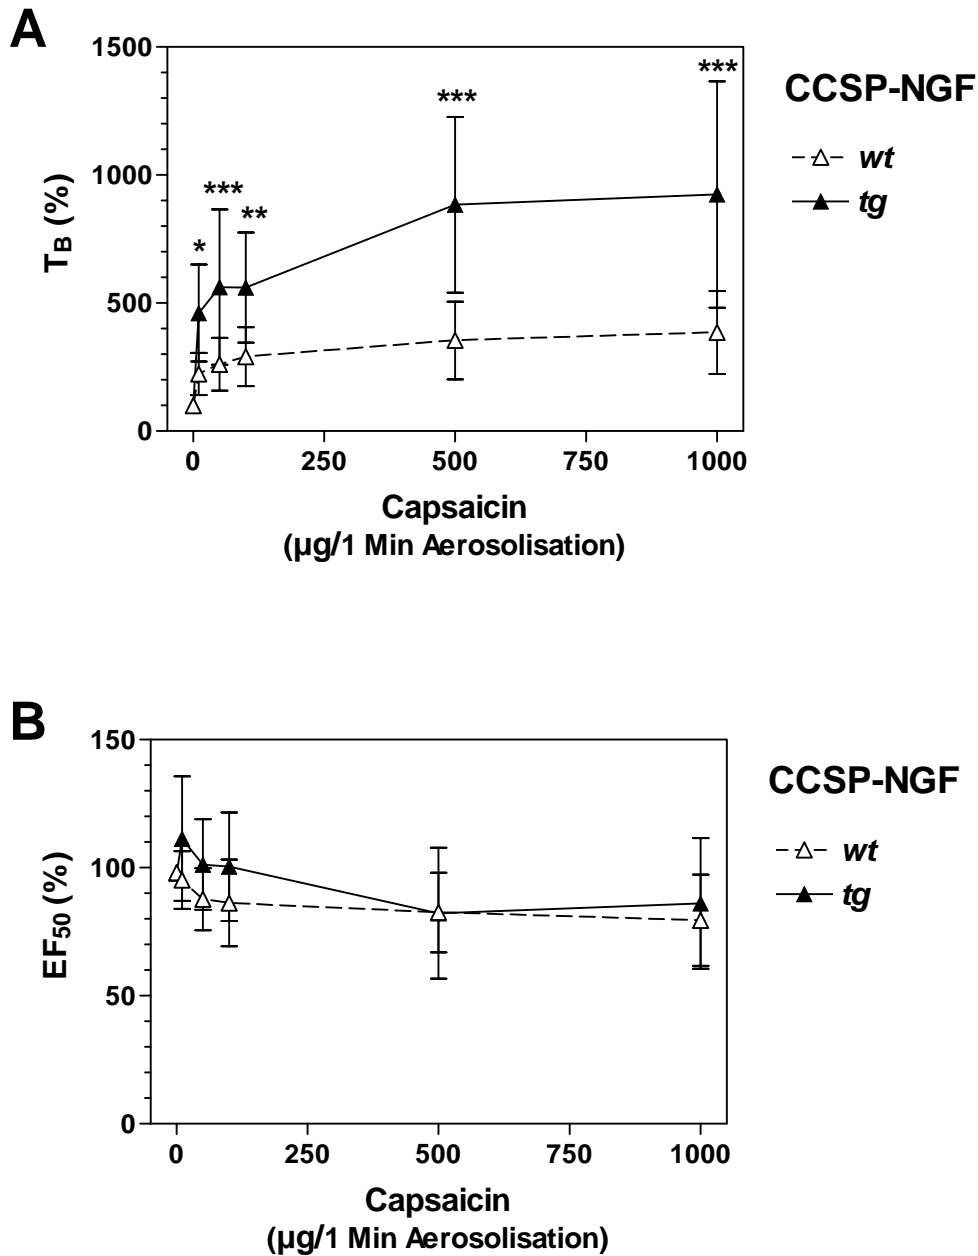 A
1500
1000
500
0
T_B (%)
*
***
**
***
***
0 250 500 750 1000
Capsaicin
(µg/1 Min Aerosolisation)
CCSP-NGF
wt
tg
B
150
100
50
0
EF_50 (%)
0 250 500 750 1000
Capsaicin
(µg/1 Min Aerosolisation)
CCSP-NGF
wt
tg